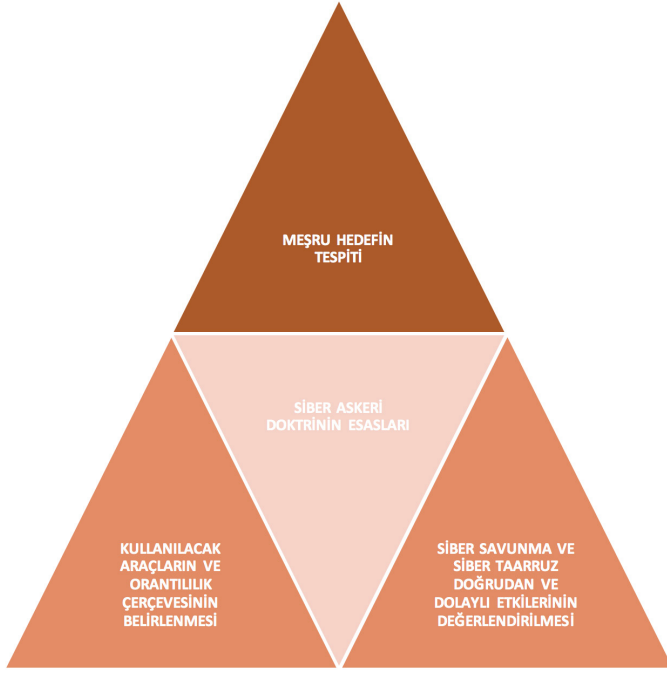 MEŞRU HEDEFİN
TESPİTİ
SİBER ASKERİ
DOKTRİNİN ESASLARI
KULLANILACAK
ARAÇLARIN VE
ORANTILILIK
ÇERÇEVESİNİN
BELİRLENMESİ
SİBER SAVUNMA VE
SİBER TAARRUZ
DOĞRUDAN VE
DOLAYLI ETKİLERİNİN
DEĞERLENDİRİLMESİ